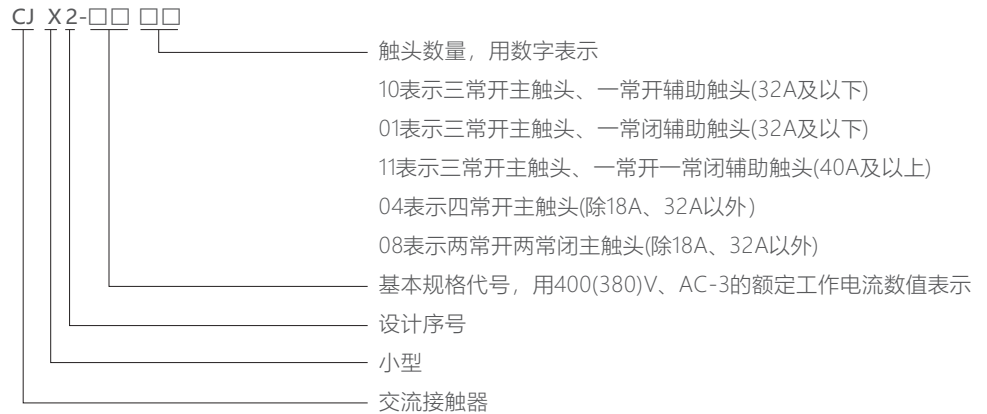 CJ X2-□□ □□
触头数量，用数字表示
10表示三常开主触头、一常开辅助触头(32A及以下)
01表示三常开主触头、一常闭辅助触头(32A及以下)
11表示三常开主触头、一常开一常闭辅助触头(40A及以上)
04表示四常开主触头(除18A、32A以外）
08表示两常开两常闭主触头(除18A、32A以外)
基本规格代号，用400(380)V、AC-3的额定工作电流数值表示
设计序号
小型
交流接触器